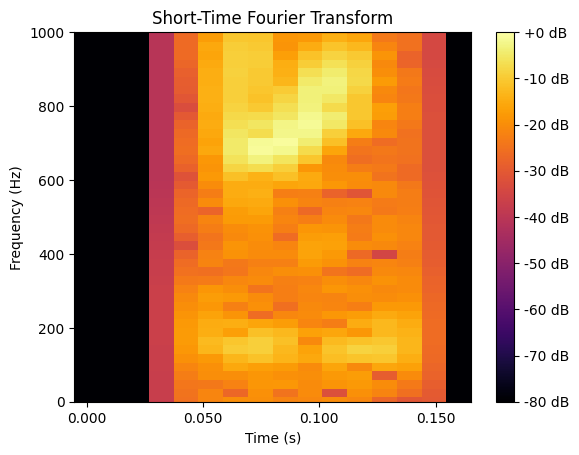 Short-Time Fourier Transform
1000
800
600
400
200
0
Frequency (Hz)
0.000
0.050
0.100
0.150
Time (s)
+0 dB
-10 dB
-20 dB
-30 dB
-40 dB
-50 dB
-60 dB
-70 dB
-80 dB